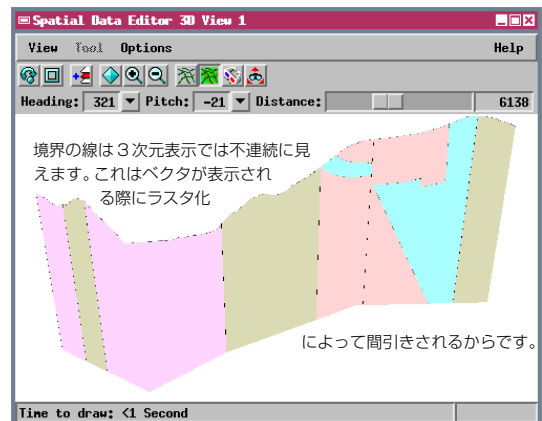 Spatial Data Editor 3D View 1
View Tool Options Help
Heading: 321 Pitch: -21 Distance: 6138
境界の線は３次元表示では不連続に見
えます。これはベクタが表示され
る際にラスタ化
によって間引きされるからです。
Time to draw: <1 Second